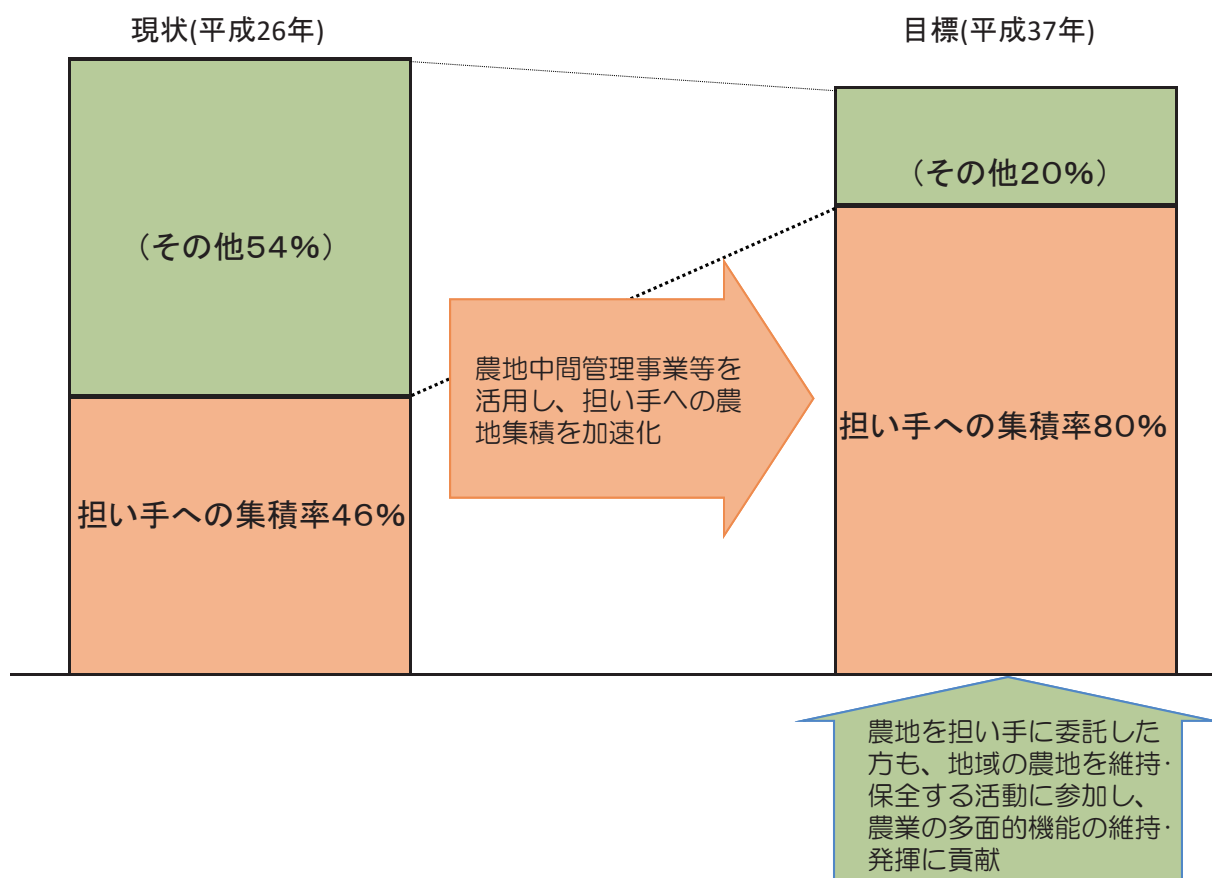 現状(平成26年)
目標(平成37年)
(その他54%)
(その他20%)
農地中間管理事業等を
活用し、担い手への農
地集積を加速化
担い手への集積率46%
担い手への集積率80%
農地を担い手に委託した
方も、地域の農地を維持・
保全する活動に参加し、
農業の多面的機能の維持・
発揮に貢献